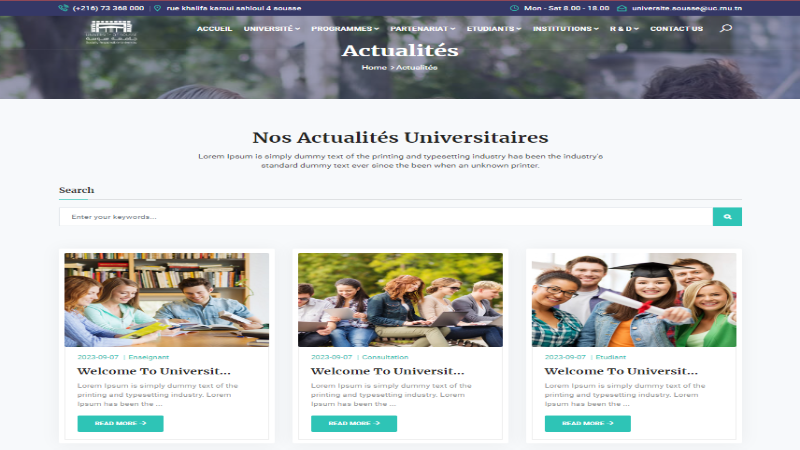 (+216) 73 368 000 | rue khalifa karoui sahloul 4 sousse
Mon - Sat 8.00 - 18.00
universite.sousse@uc.rnu.tn
ACCUEIL UNIVERSITÉ PROGRAMMES PARTENARIAT ETUDIANTS INSTITUTIONS R & D CONTACT US
Actualités
Home > Actualités
Nos Actualités Universitaires
Lorem Ipsum is simply dummy text of the printing and typesetting industry has been the industry's
standard dummy text ever since the been when an unknown printer.
Search
Enter your keywords...
2023-09-07 | Enseignant
Welcome To Universit...
Lorem Ipsum is simply dummy text of the
printing and typesetting industry. Lorem
Ipsum has been the ...
READ MORE
2023-09-07 | Consultation
Welcome To Universit...
Lorem Ipsum is simply dummy text of the
printing and typesetting industry. Lorem
Ipsum has been the ...
READ MORE
2023-09-07 | Etudiant
Welcome To Universit...
Lorem Ipsum is simply dummy text of the
printing and typesetting industry. Lorem
Ipsum has been the ...
READ MORE